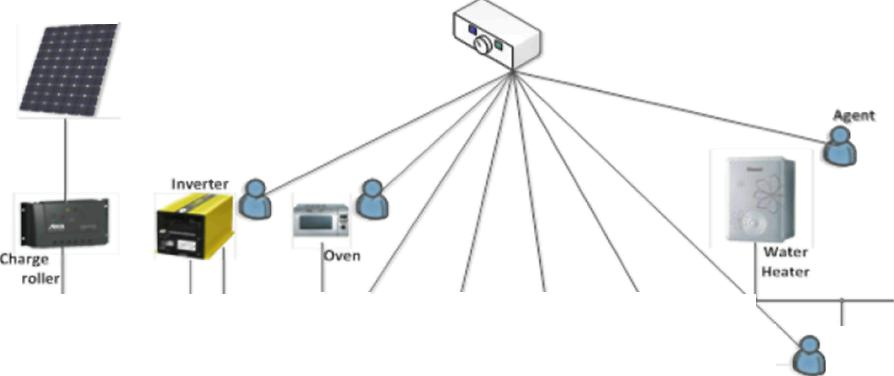 Agent
Inverter
Oven
Charge
roller
Water
Heater